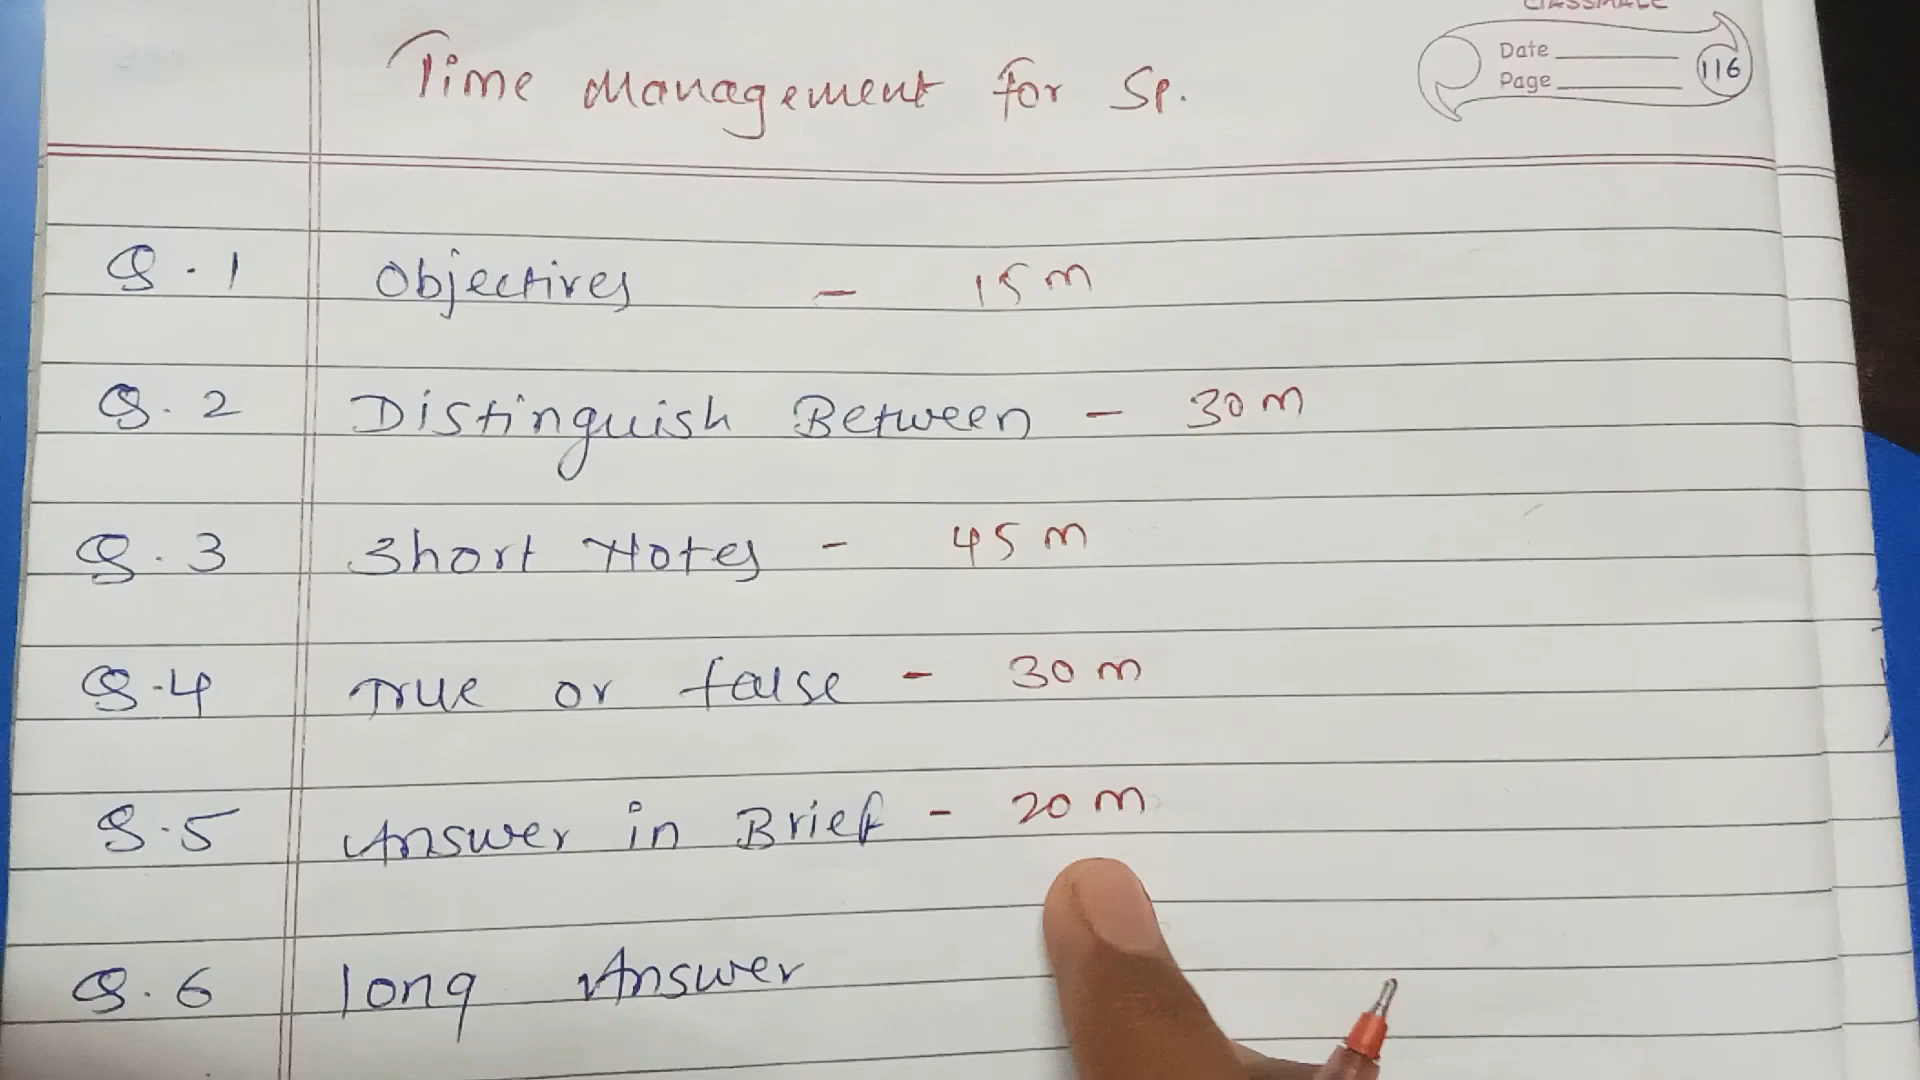 Time Management for Sp.
Date
Page
116
Q.1 Objectives - 15 m
Q.2 Distinguish Between - 30 m
Q.3 Short Notes - 45 m
Q.4 True or false - 30 m
Q.5 Answer in Brief - 20 m
Q.6 long Answer